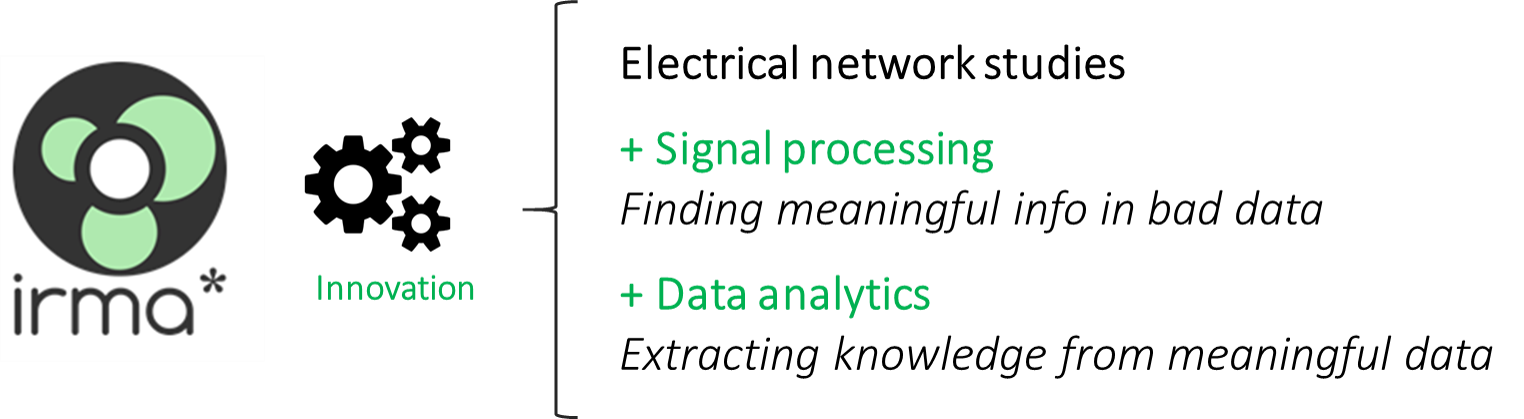 irma*
Innovation
Electrical network studies
+ Signal processing
Finding meaningful info in bad data
+ Data analytics
Extracting knowledge from meaningful data